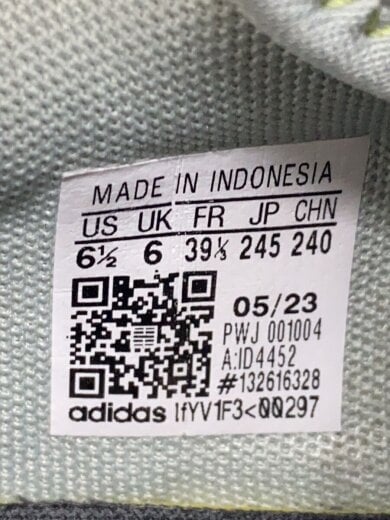 MADE IN INDONESIA
US UK FR JP CHN
6½ 6 39⅓ 245 240
05/23
PWJ 001004
A:ID4452
#132616328
adidas IfYV1F3<00297